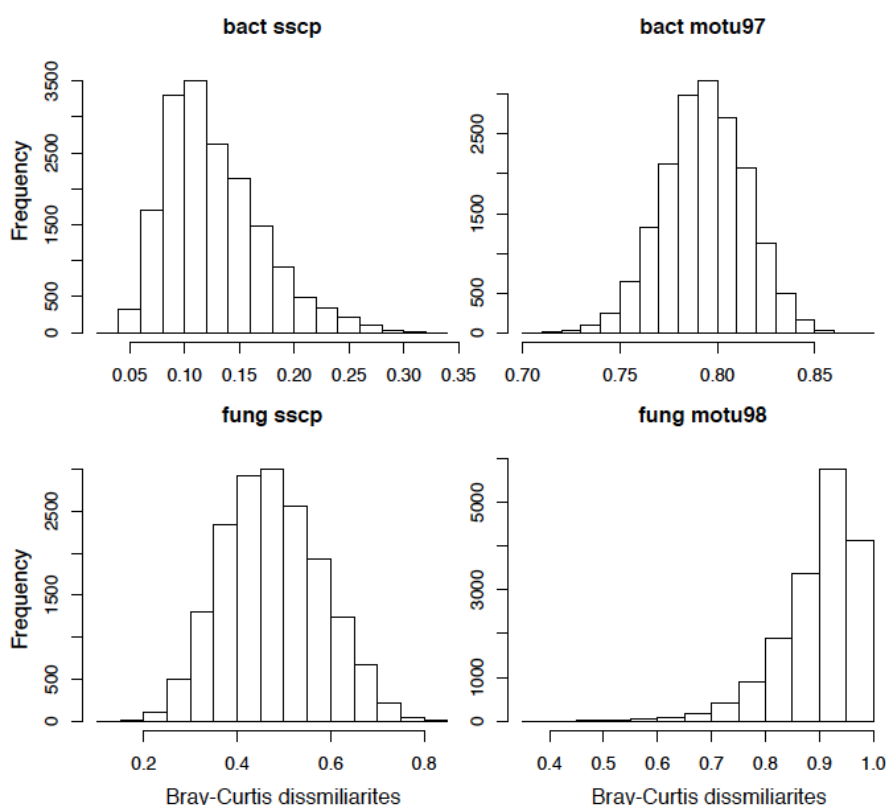 bact sscp
Frequency
3500
2500
1500
500
0
0.05 0.10 0.15 0.20 0.25 0.30 0.35
bact motu97
2500
1500
500
0
0.70 0.75 0.80 0.85
fung sscp
Frequency
2500
1500
500
0
0.2 0.4 0.6 0.8
Bray-Curtis dissmiliarites
fung motu98
5000
3000
1000
0
0.4 0.5 0.6 0.7 0.8 0.9 1.0
Bray-Curtis dissmiliarites